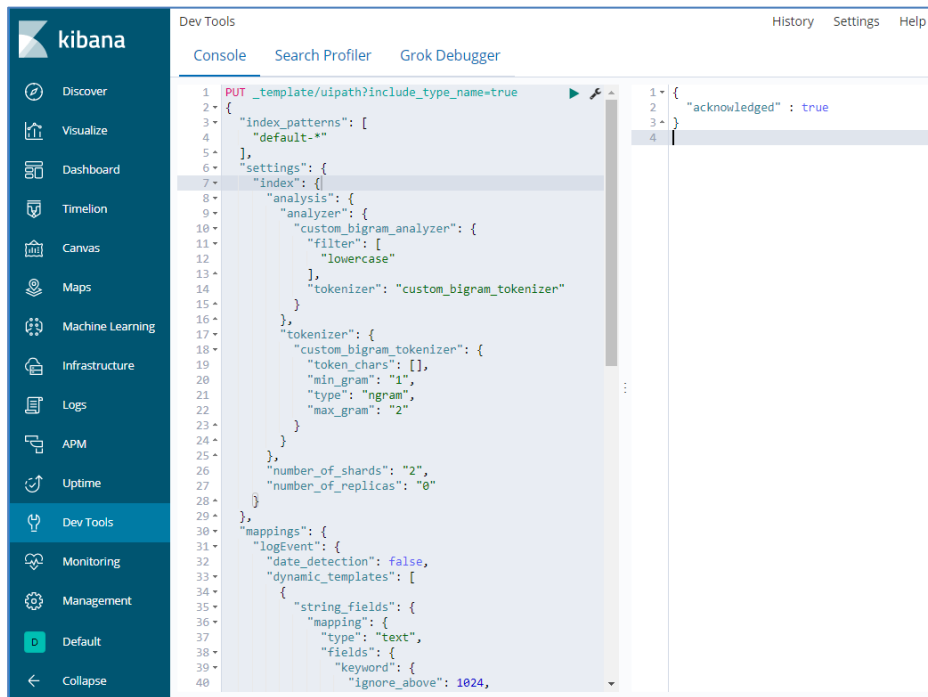 kibana
Discover
Visualize
Dashboard
Timelion
Canvas
Maps
Machine Learning
Infrastructure
Logs
APM
Uptime
Dev Tools
Monitoring
Management
D Default
Collapse
Dev Tools
History Settings Help
Console Search Profiler Grok Debugger
1 PUT _template/uipath?include_type_name=true
2 {
3 "index_patterns": [
4 "default-*"
5 ],
6 "settings": {
7 "index": {
8 "analysis": {
9 "analyzer": {
10 "custom_bigram_analyzer": {
11 "filter": [
12 "lowercase"
13 ],
14 "tokenizer": "custom_bigram_tokenizer"
15 }
16 },
17 "tokenizer": {
18 "custom_bigram_tokenizer": {
19 "token_chars": [],
20 "min_gram": "1",
21 "type": "ngram",
22 "max_gram": "2"
23 }
24 }
25 },
26 "number_of_shards": "2",
27 "number_of_replicas": "0"
28 }
29 },
30 "mappings": {
31 "logEvent": {
32 "date_detection": false,
33 "dynamic_templates": [
34 {
35 "string_fields": {
36 "mapping": {
37 "type": "text",
38 "fields": {
39 "keyword": {
40 "ignore_above": 1024,
1 {
2 "acknowledged" : true
3 }
4